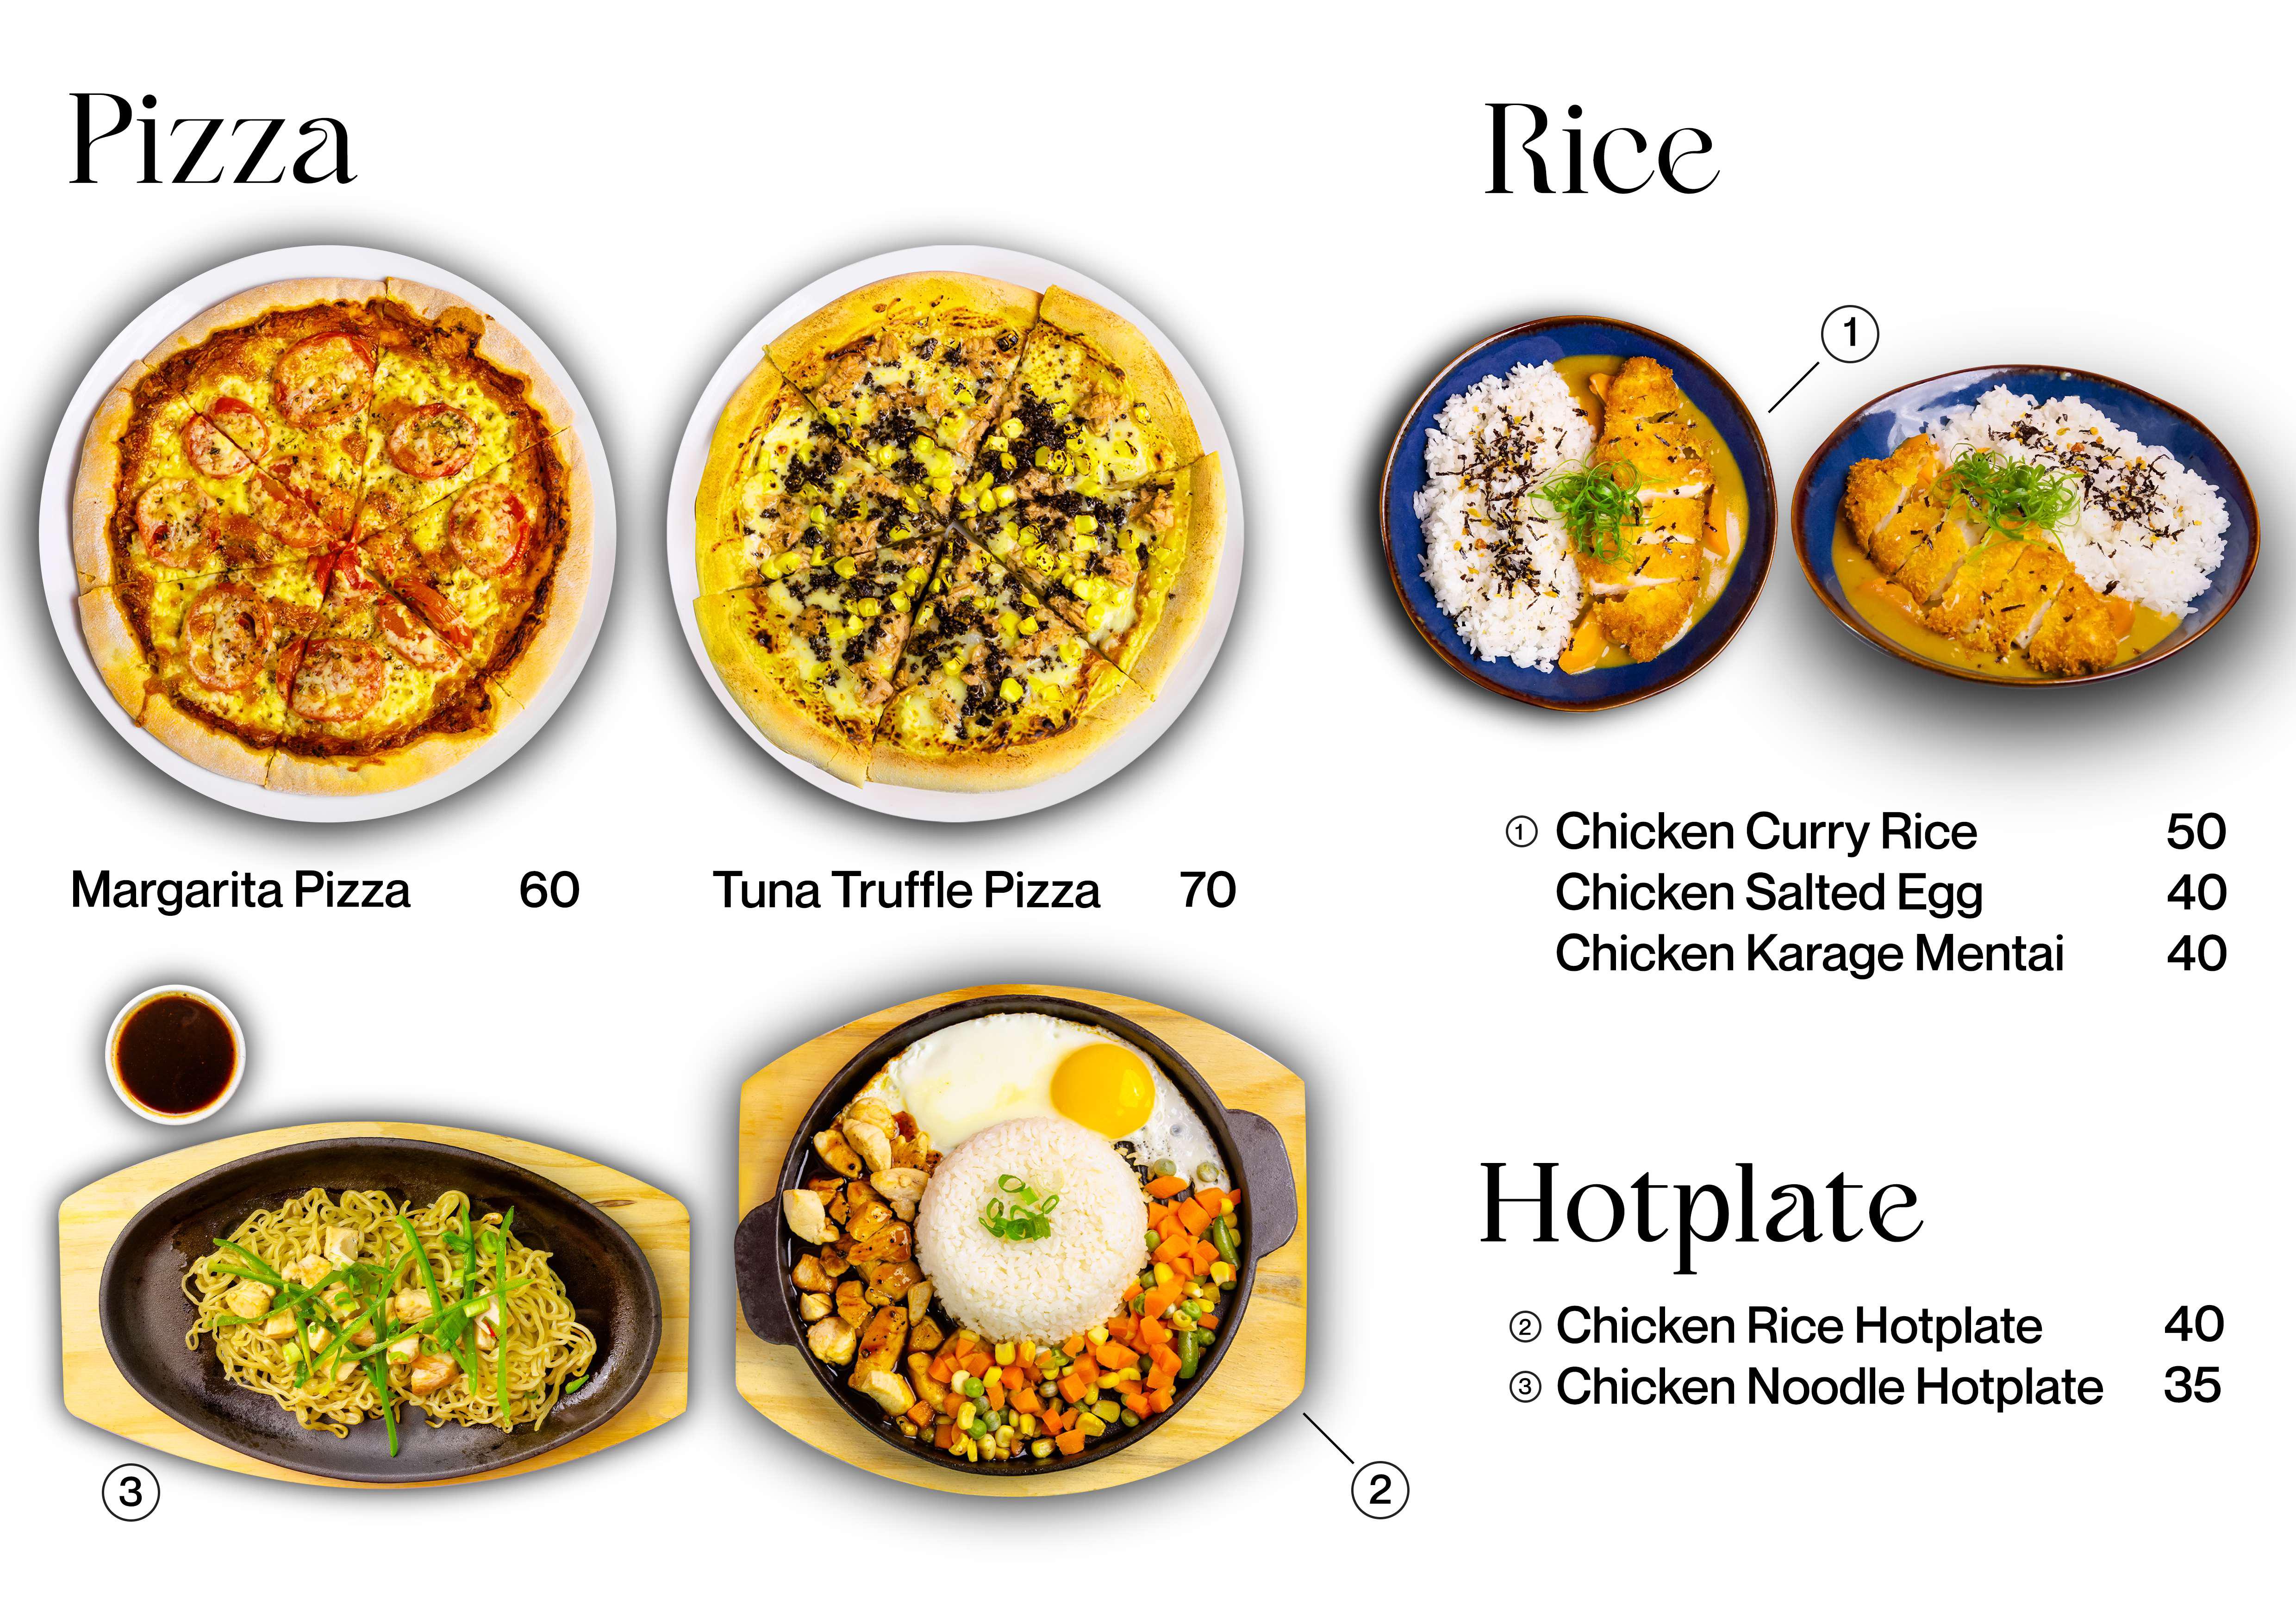 Pizza
Margarita Pizza 60
Tuna Truffle Pizza 70
Rice
1
① Chicken Curry Rice 50
Chicken Salted Egg 40
Chicken Karage Mentai 40
Hotplate
② Chicken Rice Hotplate 40
③ Chicken Noodle Hotplate 35
3
2